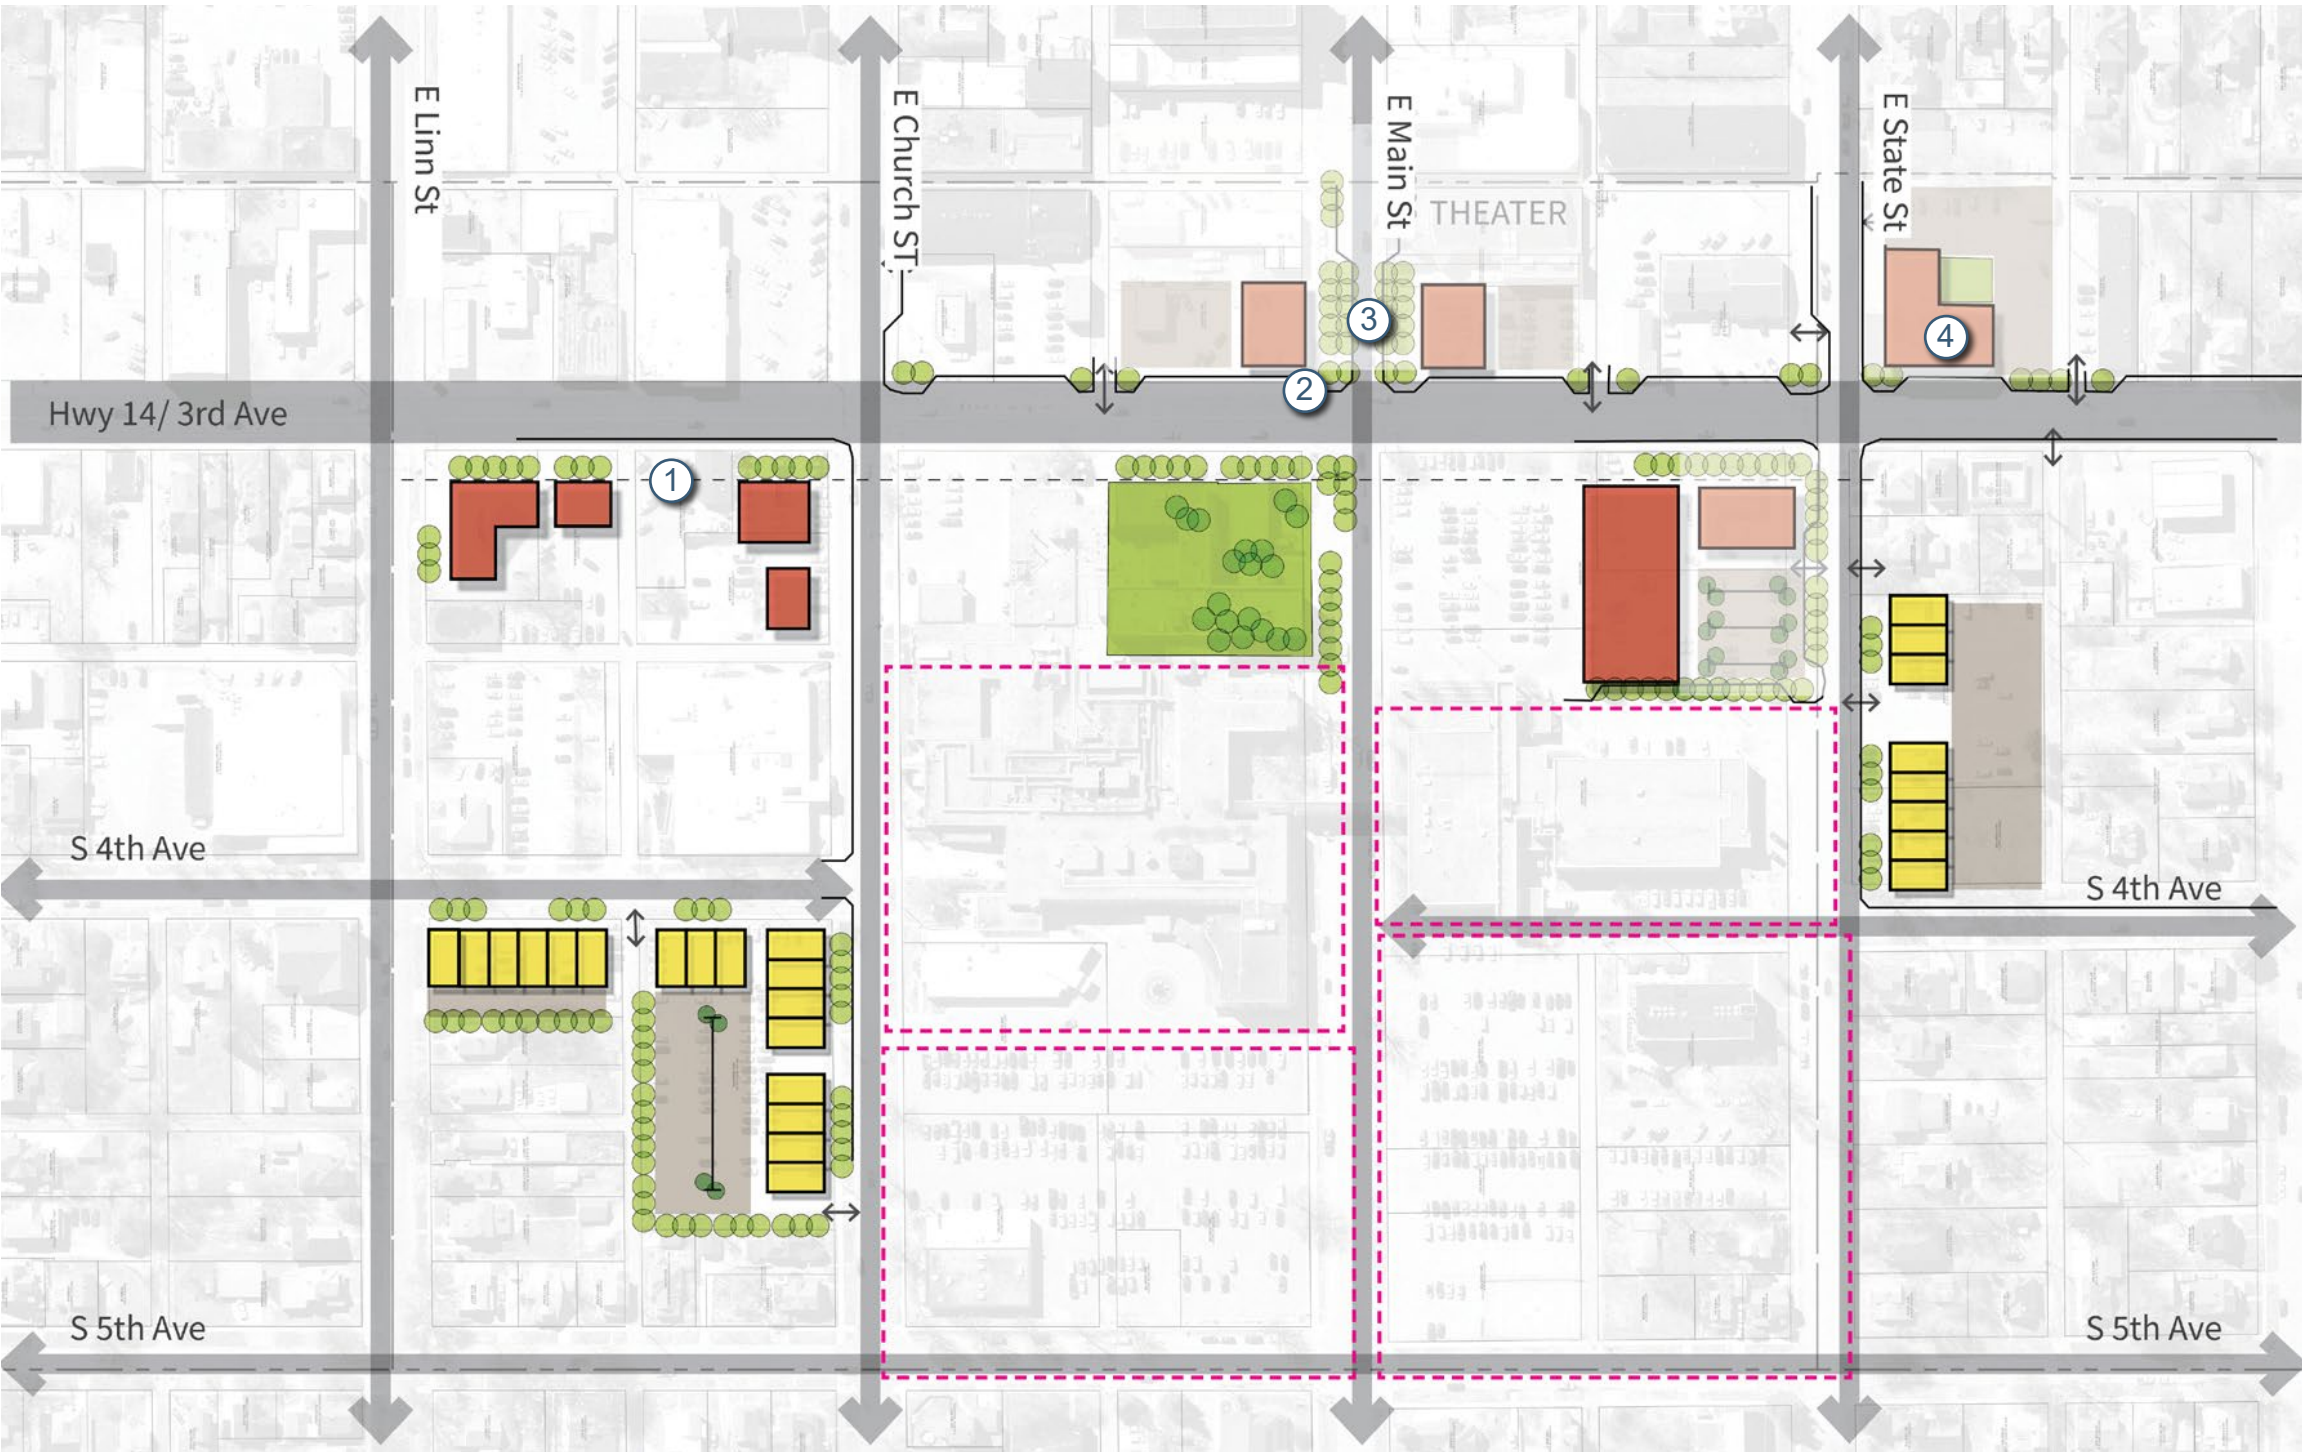 E Linn St
E Church ST
E Main St
E State St
THEATER
3
4
2
Hwy 14/ 3rd Ave
1
S 4th Ave
S 4th Ave
S 5th Ave
S 5th Ave